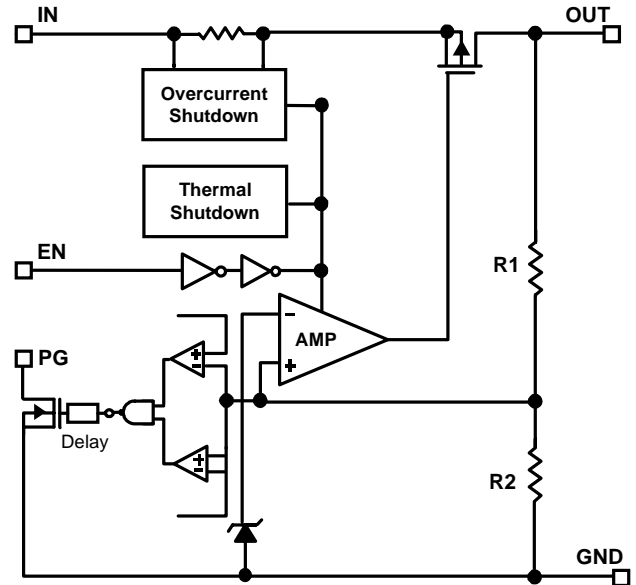 IN
OUT
Overcurrent
Shutdown
Thermal
Shutdown
EN
R1
AMP
−
+
PG
+
−
Delay
+
−
R2
GND